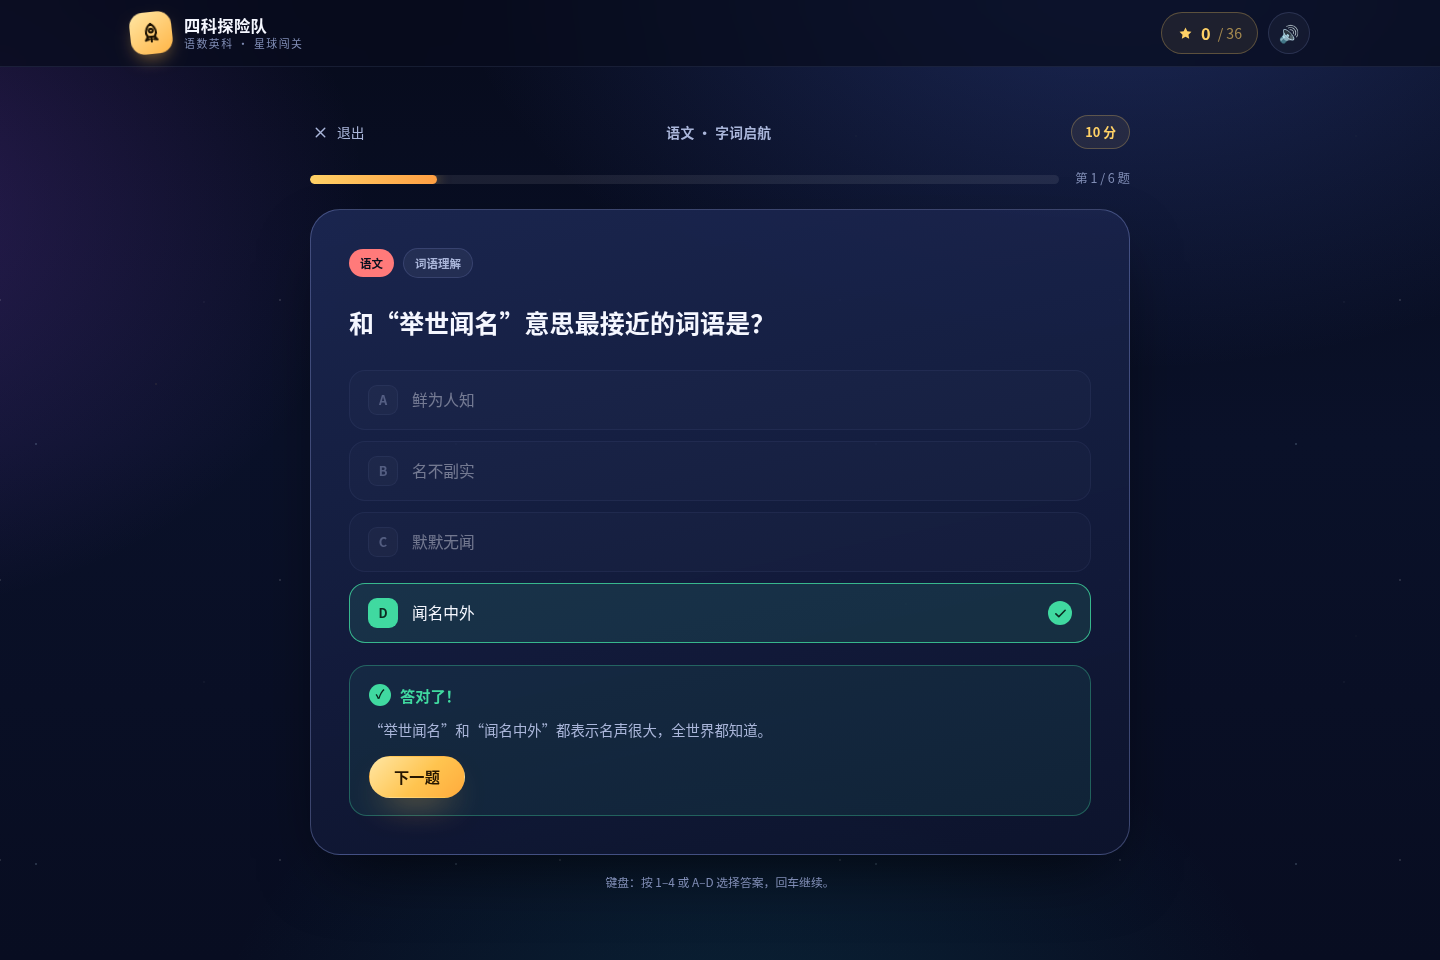 四科探险队
语数英科 · 星球闯关
0 / 36
退出
语文 · 字词启航
10 分
第 1 / 6 题
语文 词语理解
和“举世闻名”意思最接近的词语是？
A 鲜为人知
B 名不副实
C 默默无闻
D 闻名中外
答对了！
“举世闻名”和“闻名中外”都表示名声很大，全世界都知道。
下一题
键盘：按 1–4 或 A–D 选择答案，回车继续。